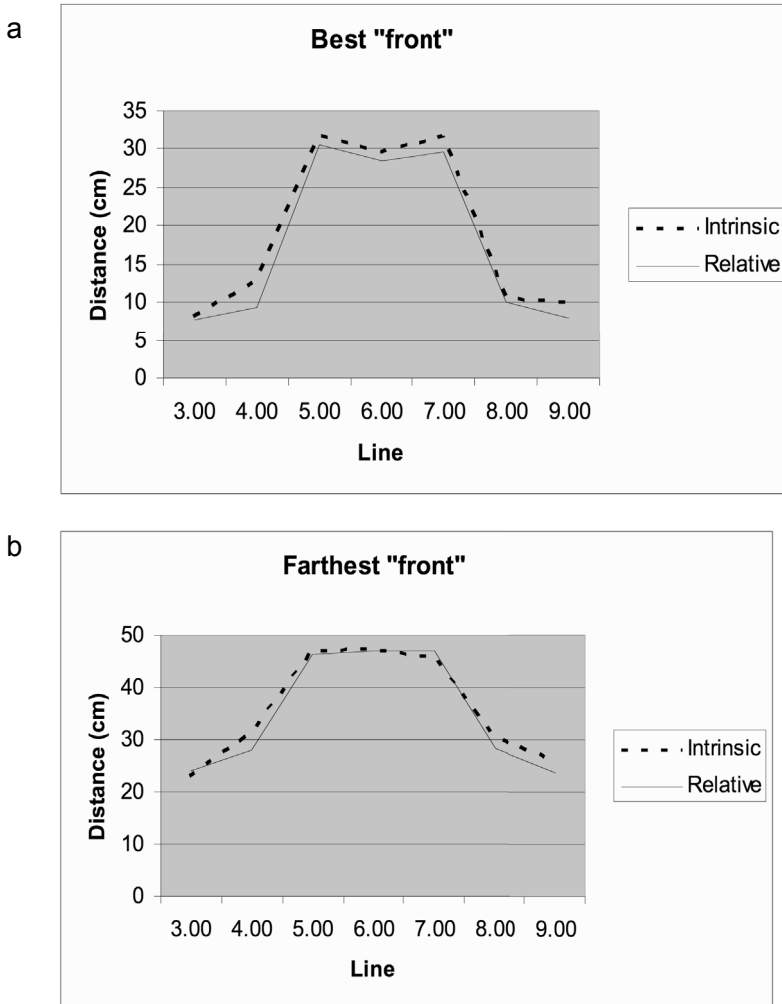 a
Best "front"
35
30
25
20
15
10
5
0
Distance (cm)
3.00 4.00 5.00 6.00 7.00 8.00 9.00
Line
Intrinsic
Relative
b
Farthest "front"
50
40
30
20
10
0
Distance (cm)
3.00 4.00 5.00 6.00 7.00 8.00 9.00
Line
Intrinsic
Relative